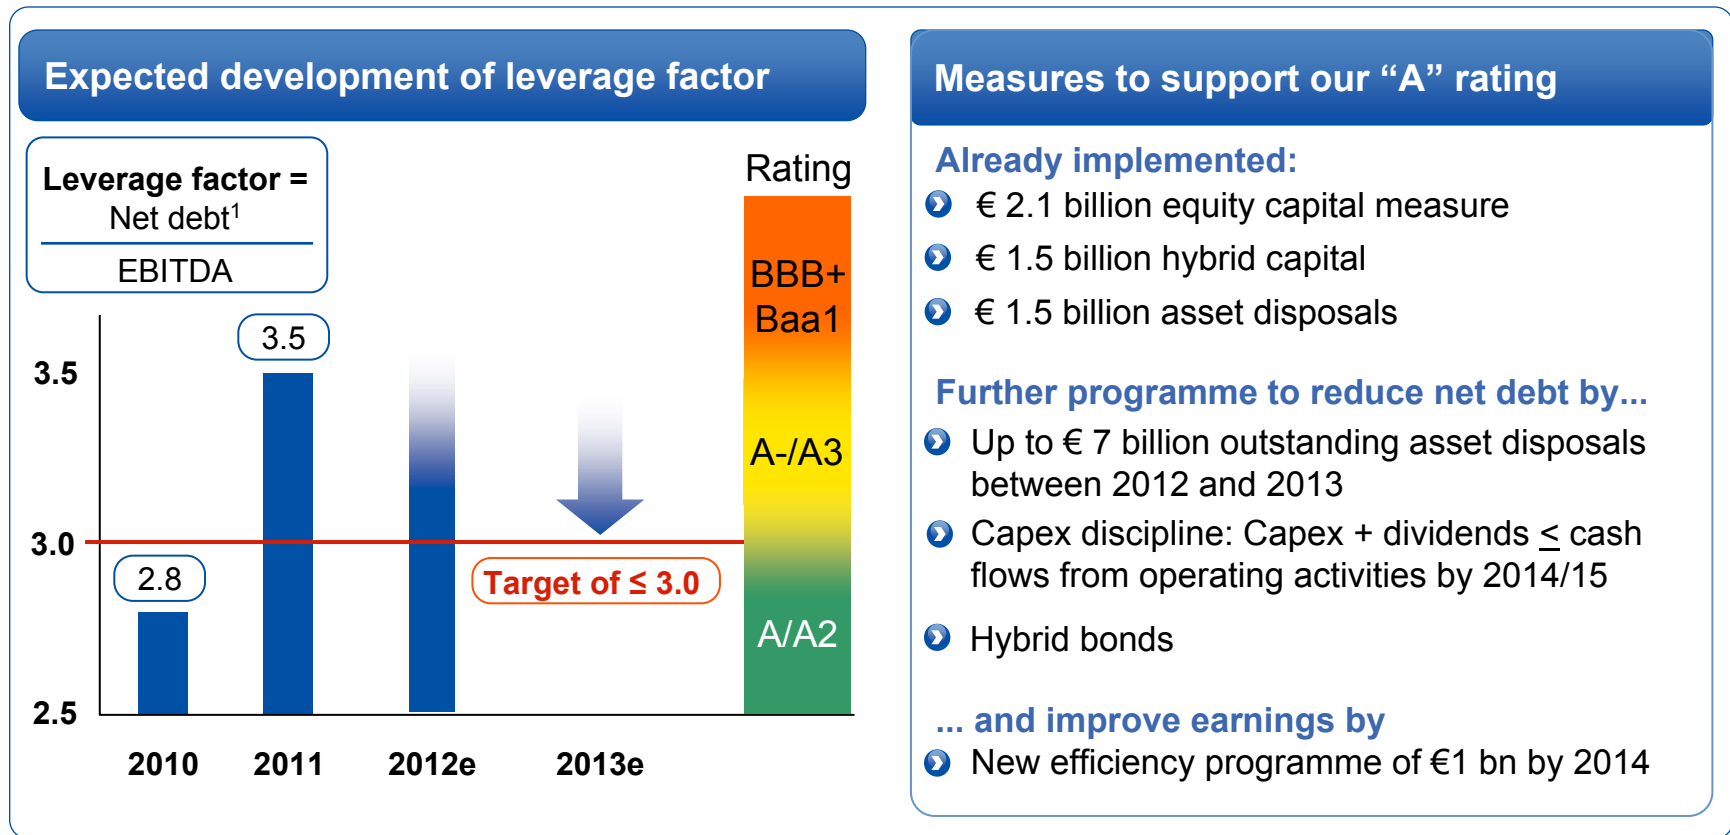 Expected development of leverage factor
Leverage factor =
Net debt¹
EBITDA
Rating
BBB+
Baa1
A-/A3
A/A2
3.5
3.0
2.5
2.8
3.5
Target of ≤ 3.0
2010
2011
2012e
2013e
Measures to support our “A” rating
Already implemented:
€ 2.1 billion equity capital measure
€ 1.5 billion hybrid capital
€ 1.5 billion asset disposals
Further programme to reduce net debt by...
Up to € 7 billion outstanding asset disposals
between 2012 and 2013
Capex discipline: Capex + dividends ≤ cash
flows from operating activities by 2014/15
Hybrid bonds
... and improve earnings by
New efficiency programme of €1 bn by 2014